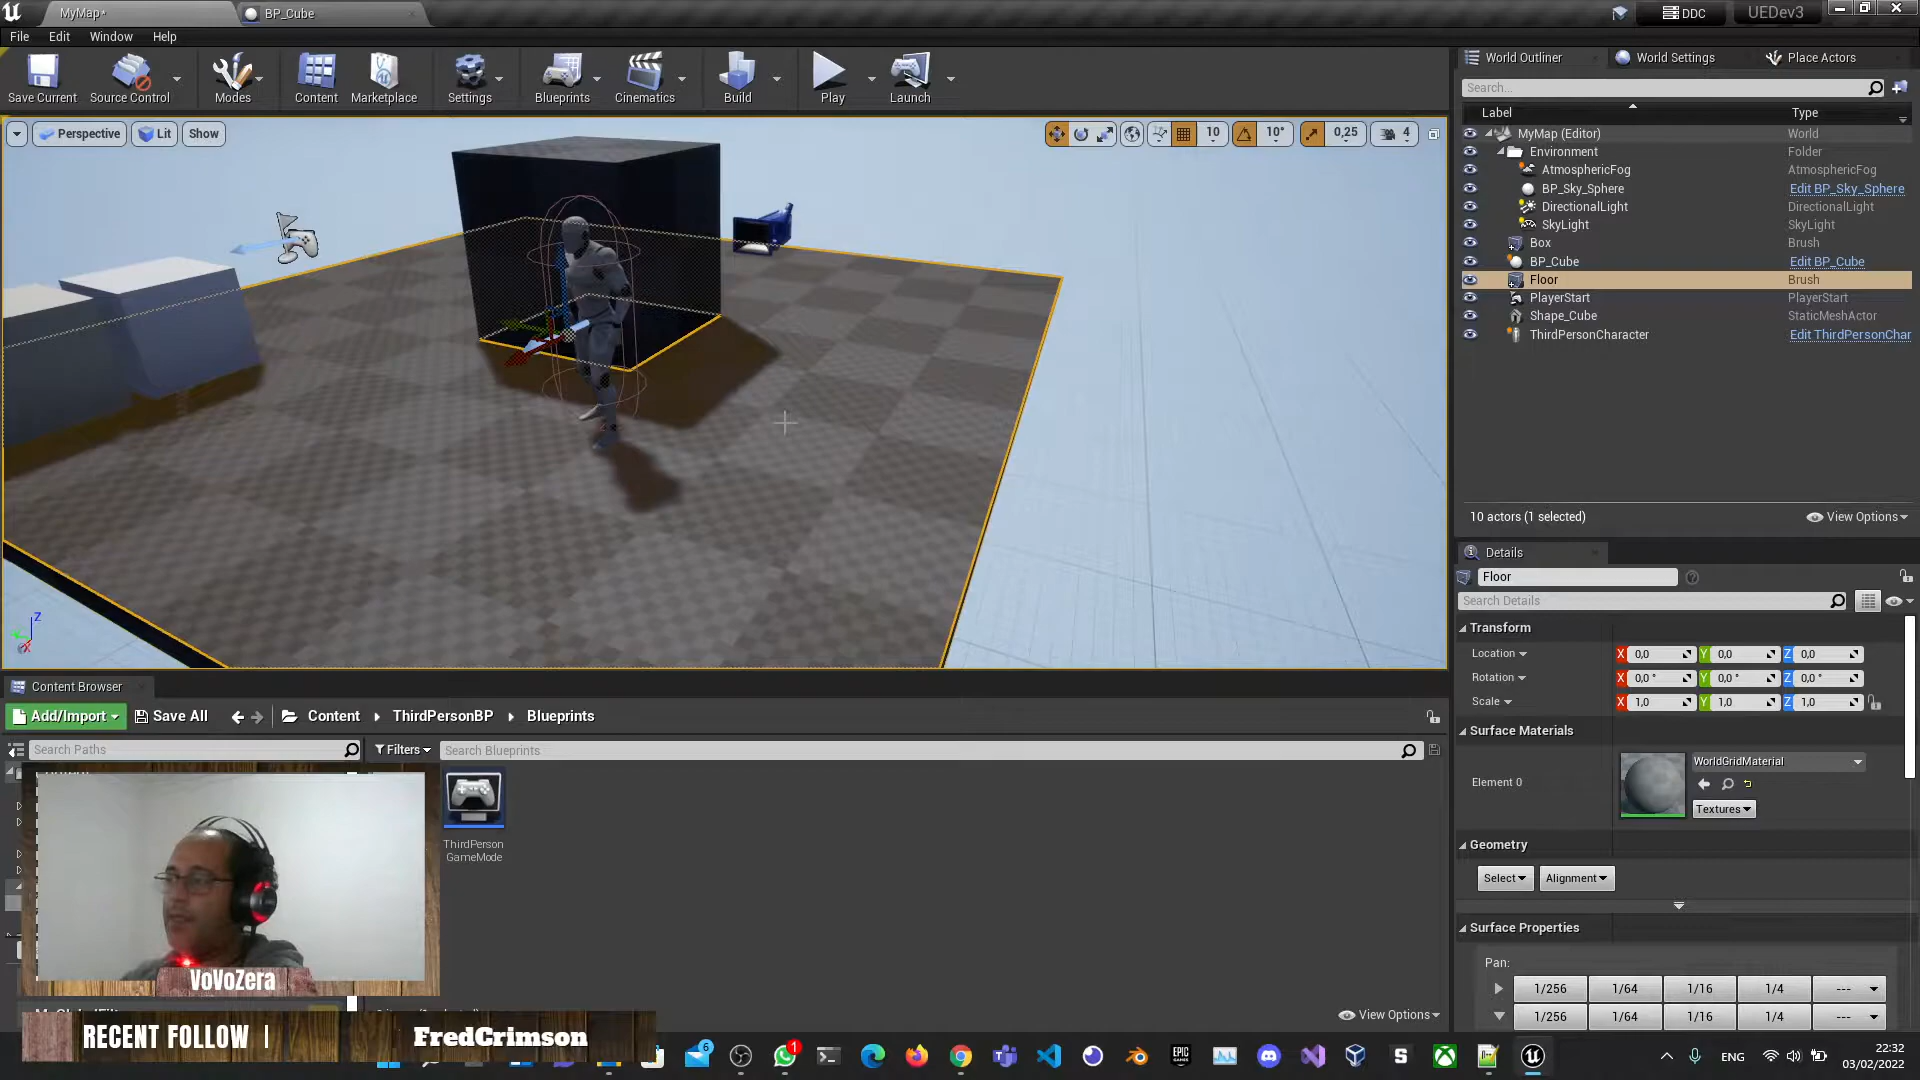 MyMap*
BP_Cube
DDC
UEDev3
File Edit Window Help
Save Current
Source Control
Modes
Content
Marketplace
Settings
Blueprints
Cinematics
Build
Play
Launch
Perspective
Lit
Show
10
10°
0,25
4
Z
World Outliner
World Settings
Place Actors
Search...
Label Type
MyMap (Editor) World
Environment Folder
AtmosphericFog AtmosphericFog
BP_Sky_Sphere Edit BP_Sky_Sphere
DirectionalLight DirectionalLight
SkyLight SkyLight
Box Brush
BP_Cube Edit BP_Cube
Floor Brush
PlayerStart PlayerStart
Shape_Cube StaticMeshActor
ThirdPersonCharacter Edit ThirdPersonChar
10 actors (1 selected)
View Options
Details
Floor
Search Details
Transform
Location X 0,0 Y 0,0 Z 0,0
Rotation X 0,0 ° Y 0,0 ° Z 0,0 °
Scale X 1,0 Y 1,0 Z 1,0
Surface Materials
Element 0
WorldGridMaterial
Textures
Geometry
Select
Alignment
Surface Properties
Pan:
1/256 1/64 1/16 1/4 ---
1/256 1/64 1/16 1/4 ---
Content Browser
Add/Import
Save All
Content
ThirdPersonBP
Blueprints
Search Paths
Filters
Search Blueprints
ThirdPerson
GameMode
View Options
VoVoZera
RECENT FOLLOW |
FredCrimson
6
1
EPIC
GAMES
S
ENG
22:32
03/02/2022